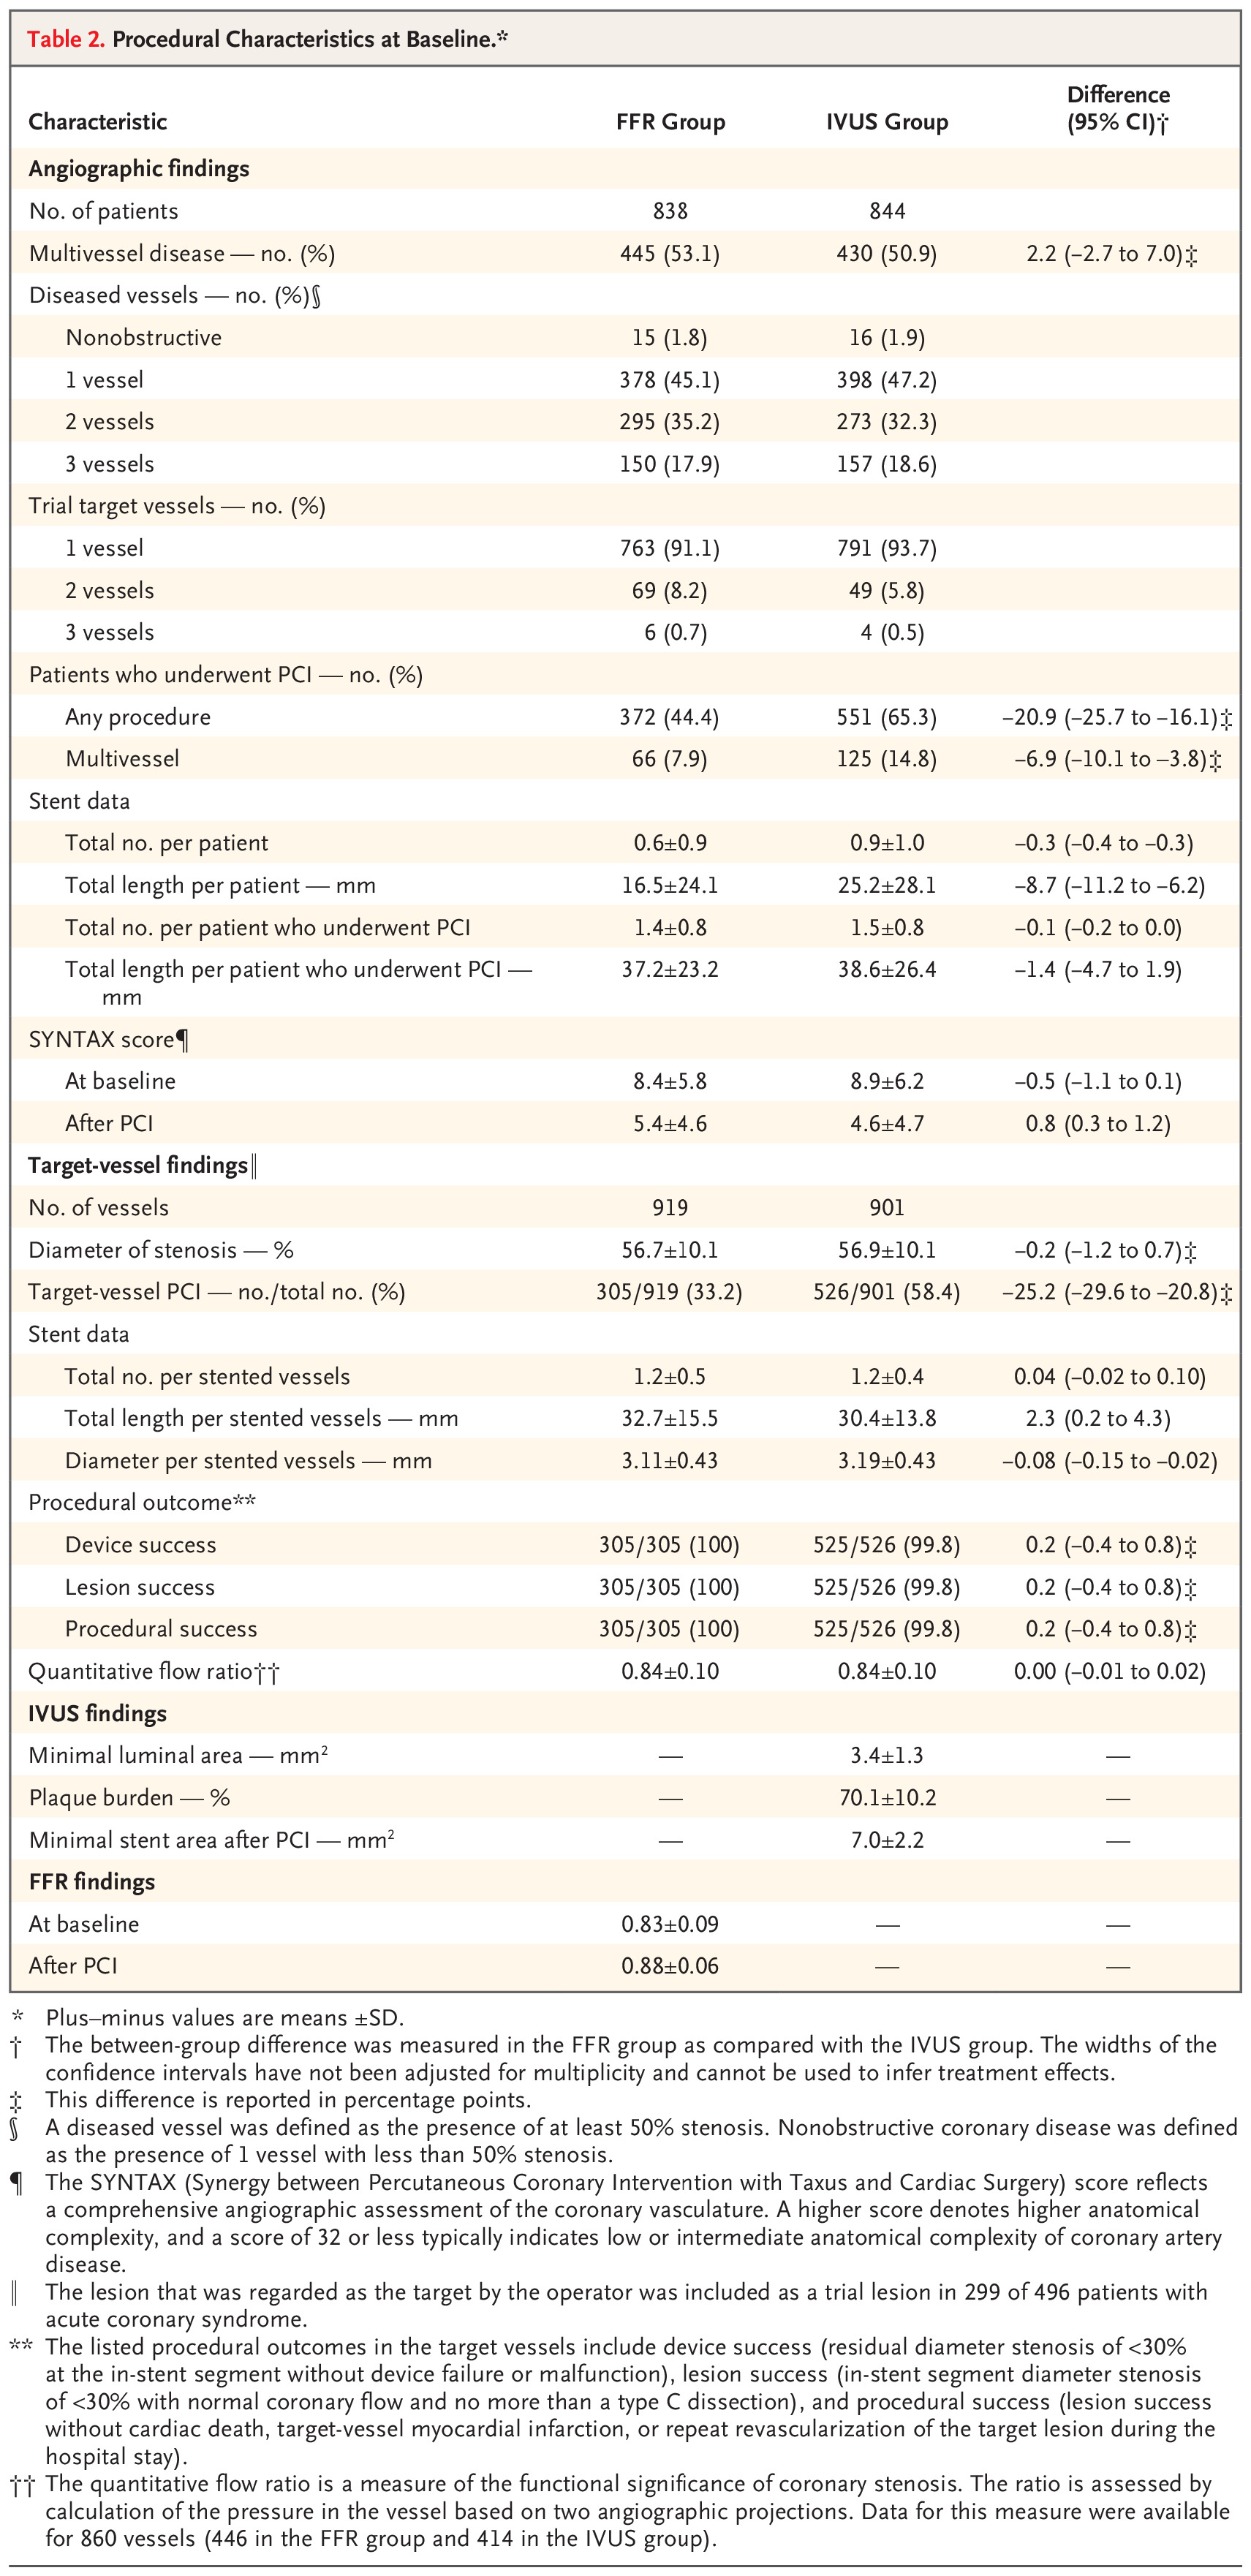 Table 2. Procedural Characteristics at Baseline.*
Characteristic FFR Group IVUS Group Difference (95% CI)†
Angiographic findings
No. of patients 838 844
Multivessel disease — no. (%) 445 (53.1) 430 (50.9) 2.2 (–2.7 to 7.0)‡
Diseased vessels — no. (%)§
Nonobstructive 15 (1.8) 16 (1.9)
1 vessel 378 (45.1) 398 (47.2)
2 vessels 295 (35.2) 273 (32.3)
3 vessels 150 (17.9) 157 (18.6)
Trial target vessels — no. (%)
1 vessel 763 (91.1) 791 (93.7)
2 vessels 69 (8.2) 49 (5.8)
3 vessels 6 (0.7) 4 (0.5)
Patients who underwent PCI — no. (%)
Any procedure 372 (44.4) 551 (65.3) –20.9 (–25.7 to –16.1)‡
Multivessel 66 (7.9) 125 (14.8) –6.9 (–10.1 to –3.8)‡
Stent data
Total no. per patient 0.6±0.9 0.9±1.0 –0.3 (–0.4 to –0.3)
Total length per patient — mm 16.5±24.1 25.2±28.1 –8.7 (–11.2 to –6.2)
Total no. per patient who underwent PCI 1.4±0.8 1.5±0.8 –0.1 (–0.2 to 0.0)
Total length per patient who underwent PCI — 37.2±23.2 38.6±26.4 –1.4 (–4.7 to 1.9)
mm
SYNTAX score¶
At baseline 8.4±5.8 8.9±6.2 –0.5 (–1.1 to 0.1)
After PCI 5.4±4.6 4.6±4.7 0.8 (0.3 to 1.2)
Target-vessel findings‖
No. of vessels 919 901
Diameter of stenosis — % 56.7±10.1 56.9±10.1 –0.2 (–1.2 to 0.7)‡
Target-vessel PCI — no./total no. (%) 305/919 (33.2) 526/901 (58.4) –25.2 (–29.6 to –20.8)‡
Stent data
Total no. per stented vessels 1.2±0.5 1.2±0.4 0.04 (–0.02 to 0.10)
Total length per stented vessels — mm 32.7±15.5 30.4±13.8 2.3 (0.2 to 4.3)
Diameter per stented vessels — mm 3.11±0.43 3.19±0.43 –0.08 (–0.15 to –0.02)
Procedural outcome**
Device success 305/305 (100) 525/526 (99.8) 0.2 (–0.4 to 0.8)‡
Lesion success 305/305 (100) 525/526 (99.8) 0.2 (–0.4 to 0.8)‡
Procedural success 305/305 (100) 525/526 (99.8) 0.2 (–0.4 to 0.8)‡
Quantitative flow ratio†† 0.84±0.10 0.84±0.10 0.00 (–0.01 to 0.02)
IVUS findings
Minimal luminal area — mm² — 3.4±1.3 —
Plaque burden — % — 70.1±10.2 —
Minimal stent area after PCI — mm² — 7.0±2.2 —
FFR findings
At baseline 0.83±0.09 — —
After PCI 0.88±0.06 — —
* Plus–minus values are means ±SD.
† The between-group difference was measured in the FFR group as compared with the IVUS group. The widths of the
confidence intervals have not been adjusted for multiplicity and cannot be used to infer treatment effects.
‡ This difference is reported in percentage points.
§ A diseased vessel was defined as the presence of at least 50% stenosis. Nonobstructive coronary disease was defined
as the presence of 1 vessel with less than 50% stenosis.
¶ The SYNTAX (Synergy between Percutaneous Coronary Intervention with Taxus and Cardiac Surgery) score reflects
a comprehensive angiographic assessment of the coronary vasculature. A higher score denotes higher anatomical
complexity, and a score of 32 or less typically indicates low or intermediate anatomical complexity of coronary artery
disease.
‖ The lesion that was regarded as the target by the operator was included as a trial lesion in 299 of 496 patients with
acute coronary syndrome.
** The listed procedural outcomes in the target vessels include device success (residual diameter stenosis of <30%
at the in-stent segment without device failure or malfunction), lesion success (in-stent segment diameter stenosis
of <30% with normal coronary flow and no more than a type C dissection), and procedural success (lesion success
without cardiac death, target-vessel myocardial infarction, or repeat revascularization of the target lesion during the
hospital stay).
†† The quantitative flow ratio is a measure of the functional significance of coronary stenosis. The ratio is assessed by
calculation of the pressure in the vessel based on two angiographic projections. Data for this measure were available
for 860 vessels (446 in the FFR group and 414 in the IVUS group).